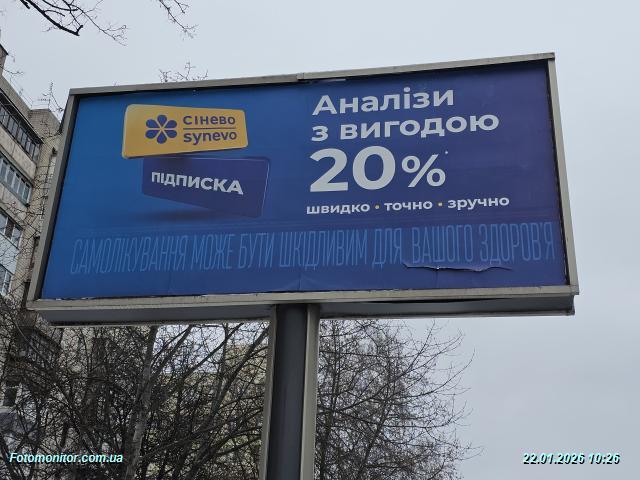 СІНЕВО
synevo
ПІДПИСКА
Аналізи
з вигодою
20%
швидко • точно • зручно
САМОЛІКУВАННЯ МОЖЕ БУТИ ШКІДЛИВИМ ДЛЯ ВАШОГО ЗДОРОВ'Я
Fotomonitor.com.ua
22.01.2026 10:26